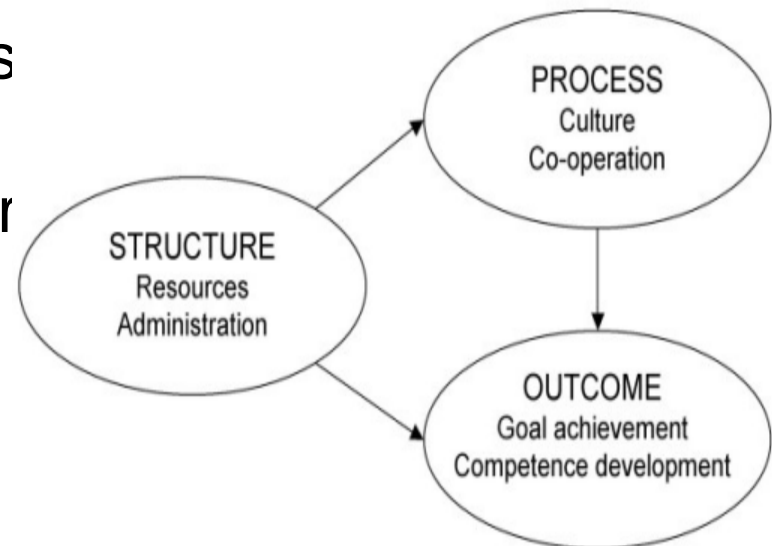 s
r
PROCESS
Culture
Co-operation
STRUCTURE
Resources
Administration
OUTCOME
Goal achievement
Competence development